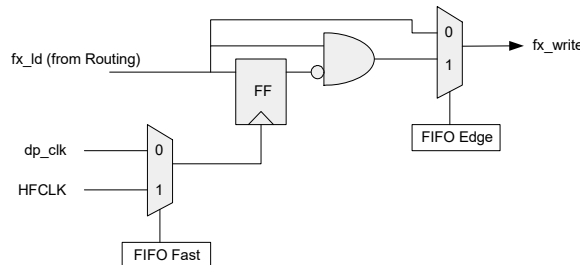 0
fx_ld (from Routing)
1
fx_write
FF
FIFO Edge
dp_clk
0
HFCLK
1
FIFO Fast